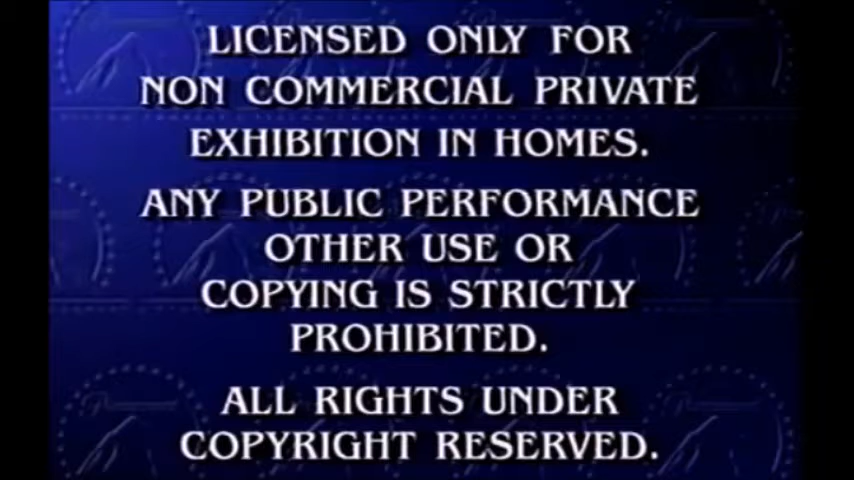 LICENSED ONLY FOR
NON COMMERCIAL PRIVATE
EXHIBITION IN HOMES.
ANY PUBLIC PERFORMANCE
OTHER USE OR
COPYING IS STRICTLY
PROHIBITED.
ALL RIGHTS UNDER
COPYRIGHT RESERVED.